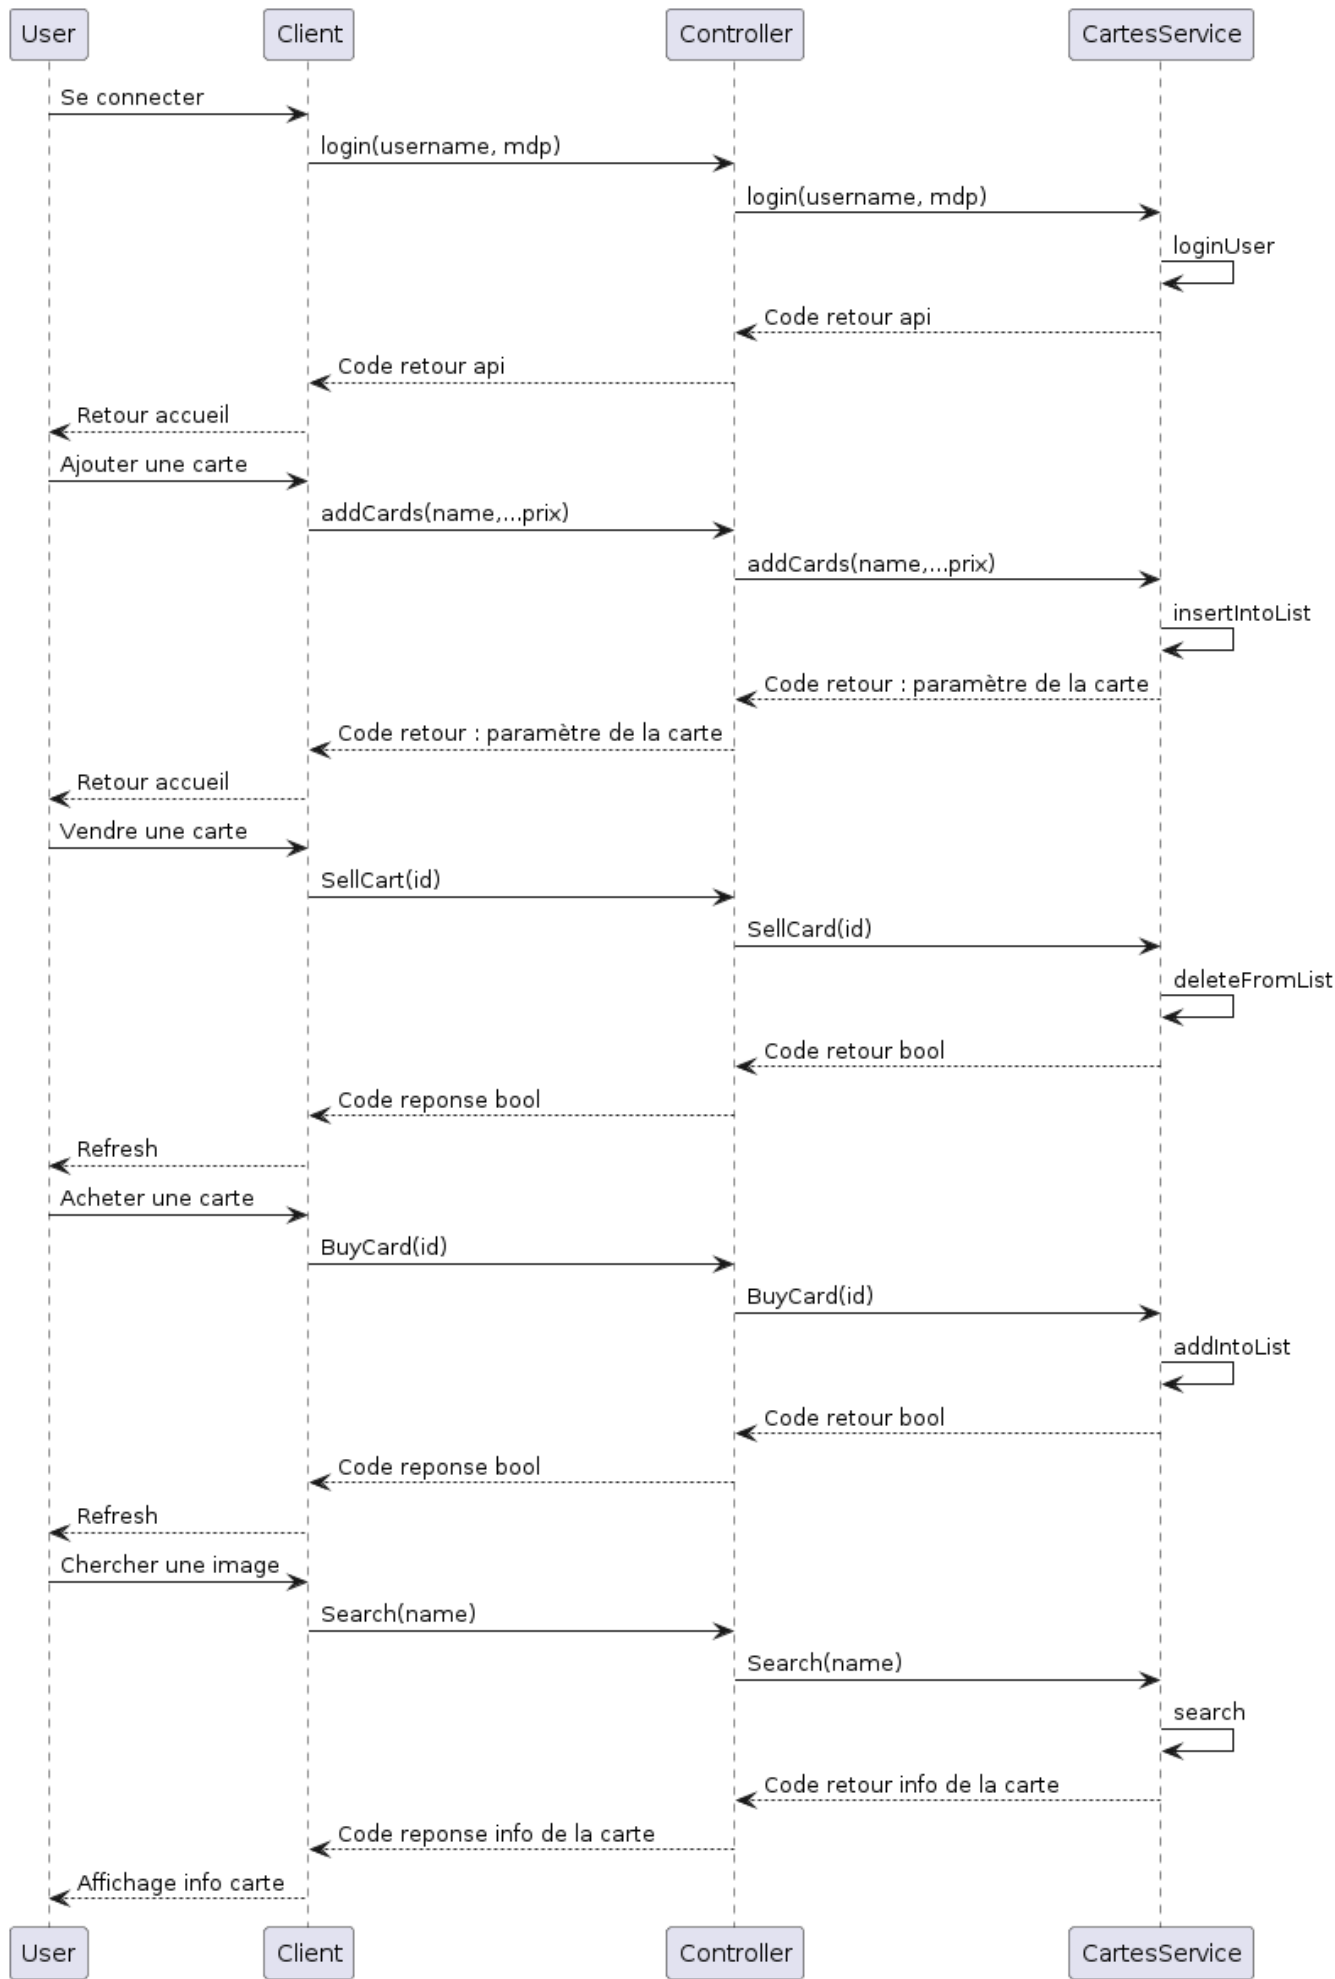 User
Client
Controller
CartesService
Se connecter
login(username, mdp)
login(username, mdp)
loginUser
Code retour api
Code retour api
Retour accueil
Ajouter une carte
addCards(name,...prix)
addCards(name,...prix)
insertIntoList
Code retour : paramètre de la carte
Code retour : paramètre de la carte
Retour accueil
Vendre une carte
SellCart(id)
SellCard(id)
deleteFromList
Code retour bool
Code reponse bool
Refresh
Acheter une carte
BuyCard(id)
BuyCard(id)
addIntoList
Code retour bool
Code reponse bool
Refresh
Chercher une image
Search(name)
Search(name)
search
Code retour info de la carte
Code reponse info de la carte
Affichage info carte
User
Client
Controller
CartesService